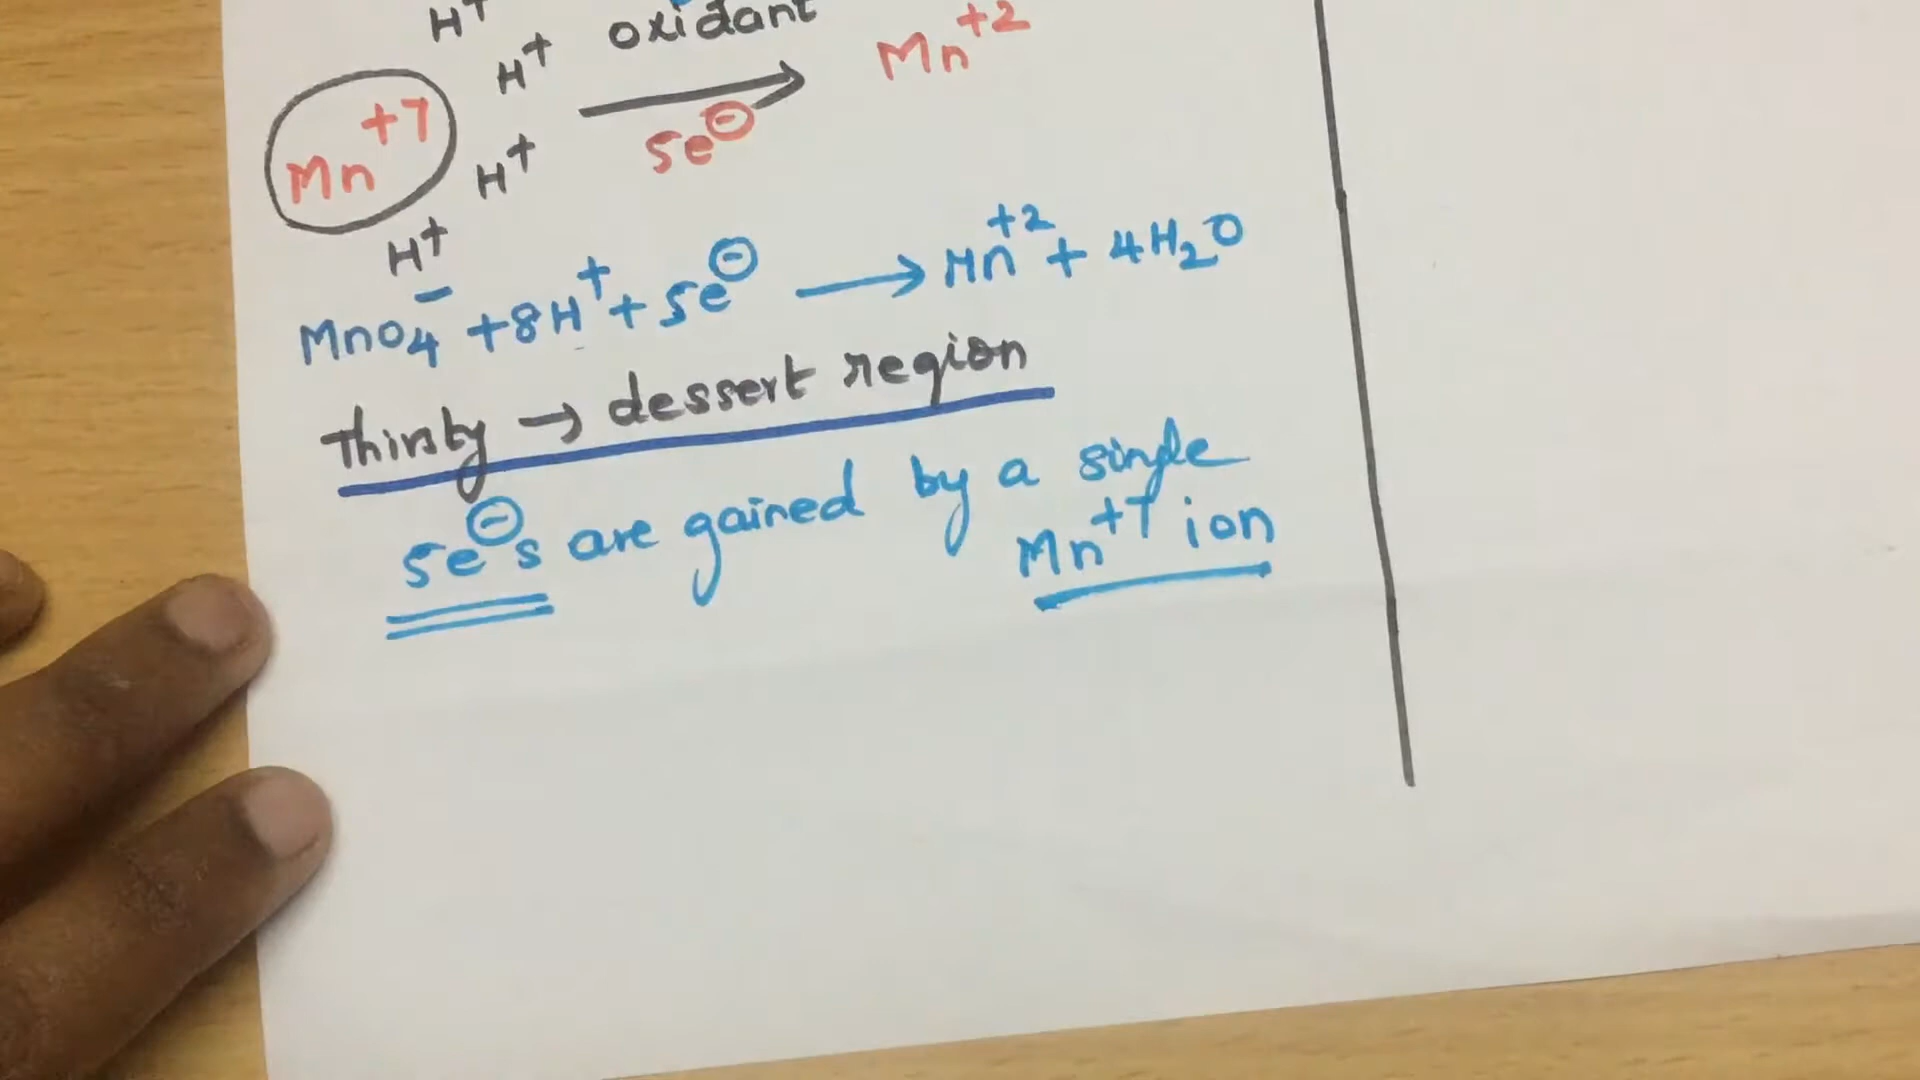 H⁺
H⁺ oxidant
Mn⁺⁷ ⟶ Mn⁺²
H⁺ 5e⊖
H⁺
MnO₄⁻ + 8H⁺ + 5e⊖ ⟶ Mn⁺² + 4H₂O
Thirsty → dessert region
5e⊖s are gained by a single
Mn⁺⁷ ion